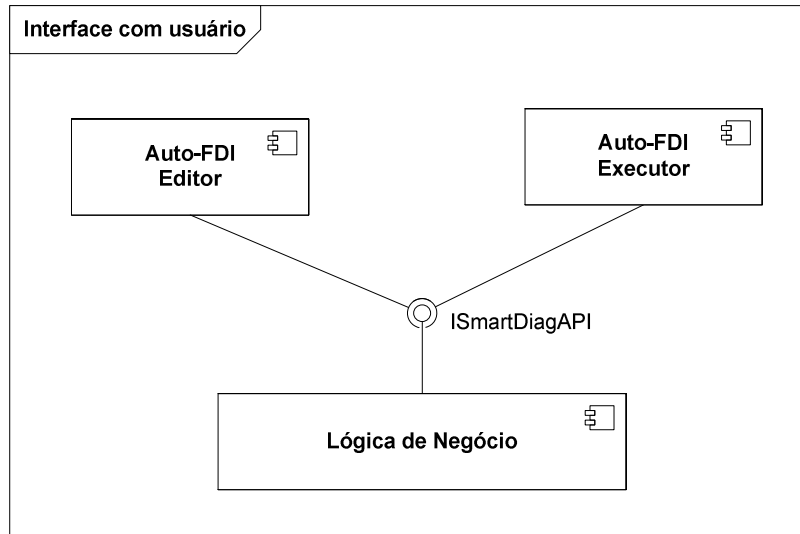 Interface com usuário
Auto-FDI
Editor
Auto-FDI
Executor
ISmartDiagAPI
Lógica de Negócio